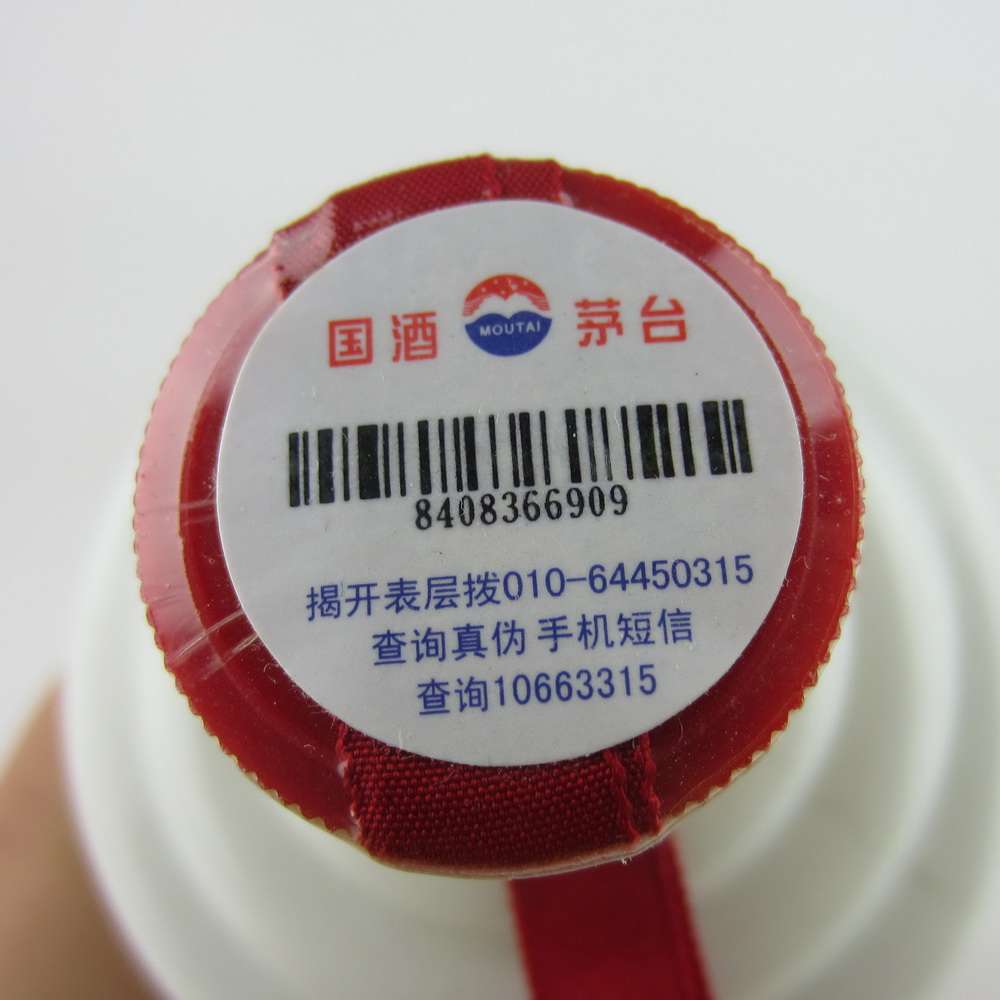 国酒 MOUTAI 茅台
8408366909
揭开表层拨010-64450315
查询真伪 手机短信
查询10663315